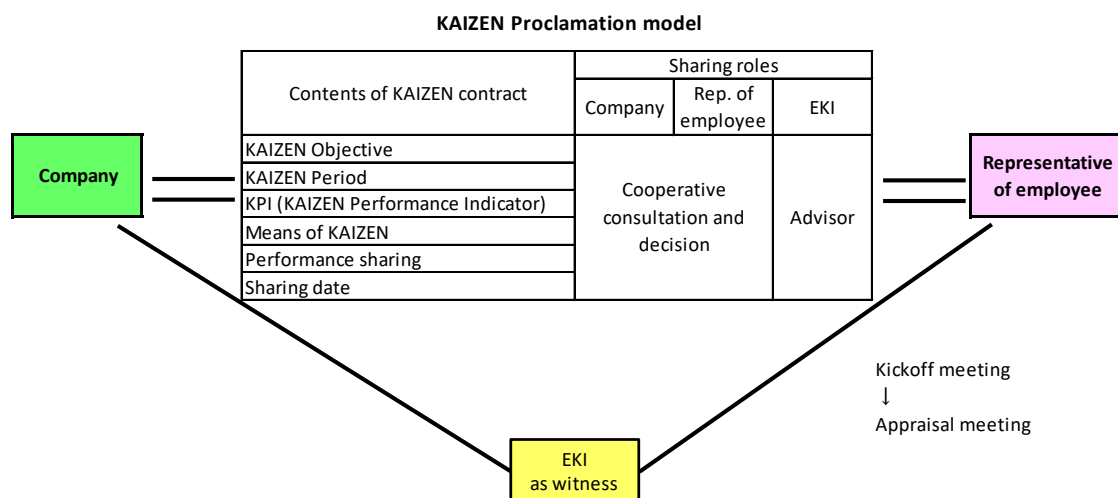 KAIZEN Proclamation model
Contents of KAIZEN contract
Sharing roles
Company
Rep. of
employee
EKI
KAIZEN Objective
KAIZEN Period
KPI (KAIZEN Performance Indicator)
Means of KAIZEN
Performance sharing
Sharing date
Cooperative
consultation and
decision
Advisor
Company
Representative
of employee
Kickoff meeting
↓
Appraisal meeting
EKI
as witness